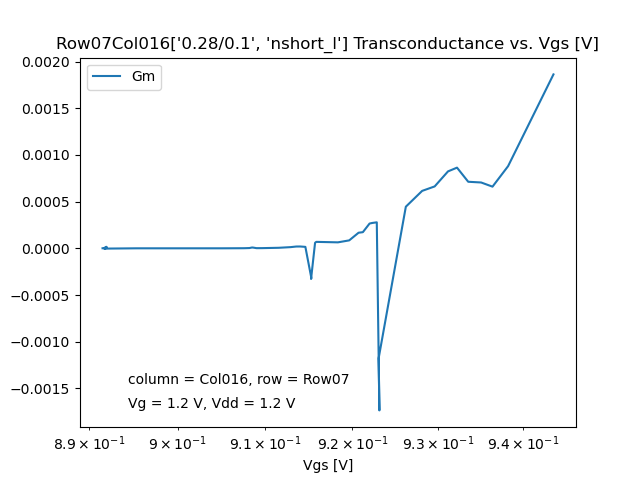 Row07Col016['0.28/0.1', 'nshort_l'] Transconductance vs. Vgs [V]
Gm
0.0020
0.0015
0.0010
0.0005
0.0000
−0.0005
−0.0010
−0.0015
column = Col016, row = Row07
Vg = 1.2 V, Vdd = 1.2 V
8.9 × 10⁻¹ 9 × 10⁻¹ 9.1 × 10⁻¹ 9.2 × 10⁻¹ 9.3 × 10⁻¹ 9.4 × 10⁻¹
Vgs [V]